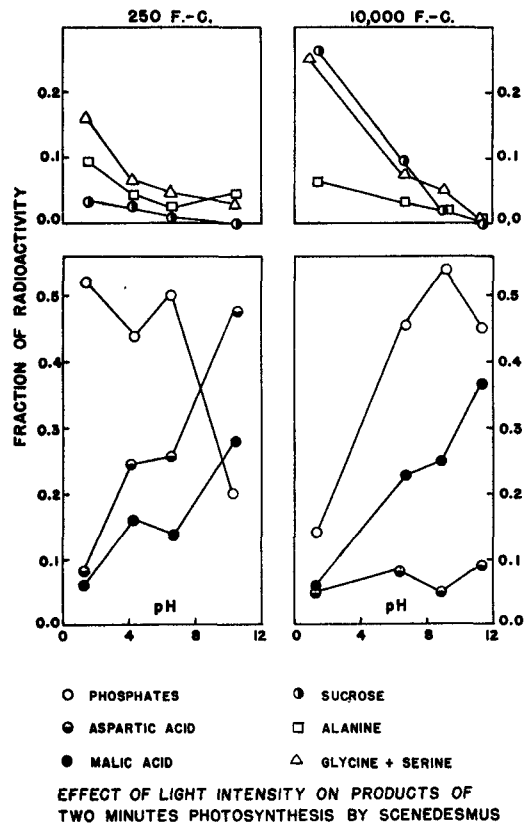 250 F.-C.
10,000 F.-C.
0.2
0.1
0.0
0.2
0.1
0.0
FRACTION OF RADIOACTIVITY
0.5
0.4
0.3
0.2
0.1
0.0
0.5
0.4
0.3
0.2
0.1
0.0
pH
pH
0 4 8 12
0 4 8 12
PHOSPHATES
SUCROSE
ASPARTIC ACID
ALANINE
MALIC ACID
GLYCINE + SERINE
EFFECT OF LIGHT INTENSITY ON PRODUCTS OF
TWO MINUTES PHOTOSYNTHESIS BY SCENEDESMUS